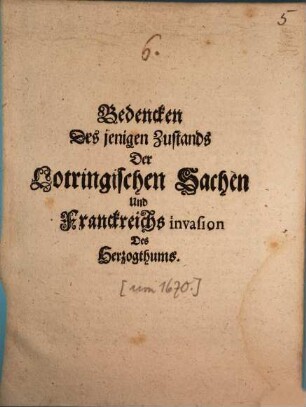 5
6.
Bedencken
Des jenigen Zustands
Der
Lotringischen Sachen
Und
Franckreichs invasion
Des
Herzogthums.
[um 1670.]